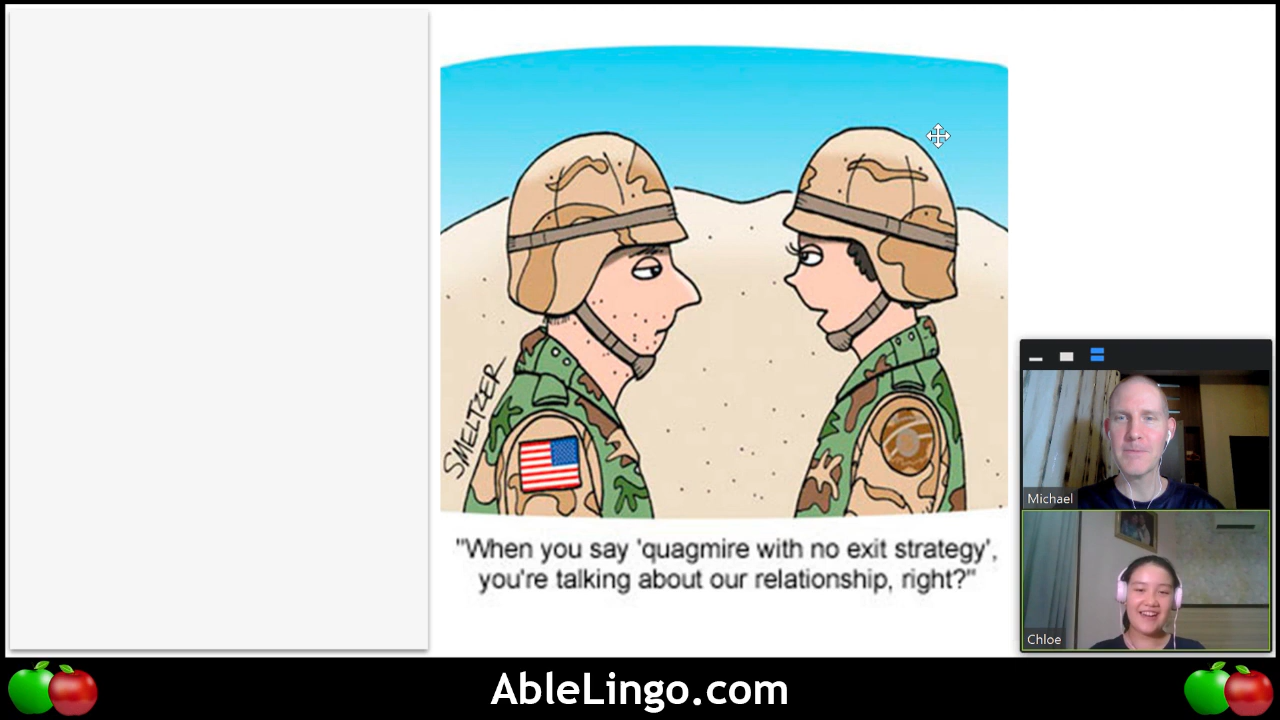 SMELTZER
"When you say 'quagmire with no exit strategy',
you're talking about our relationship, right?"
Michael
Chloe
AbleLingo.com